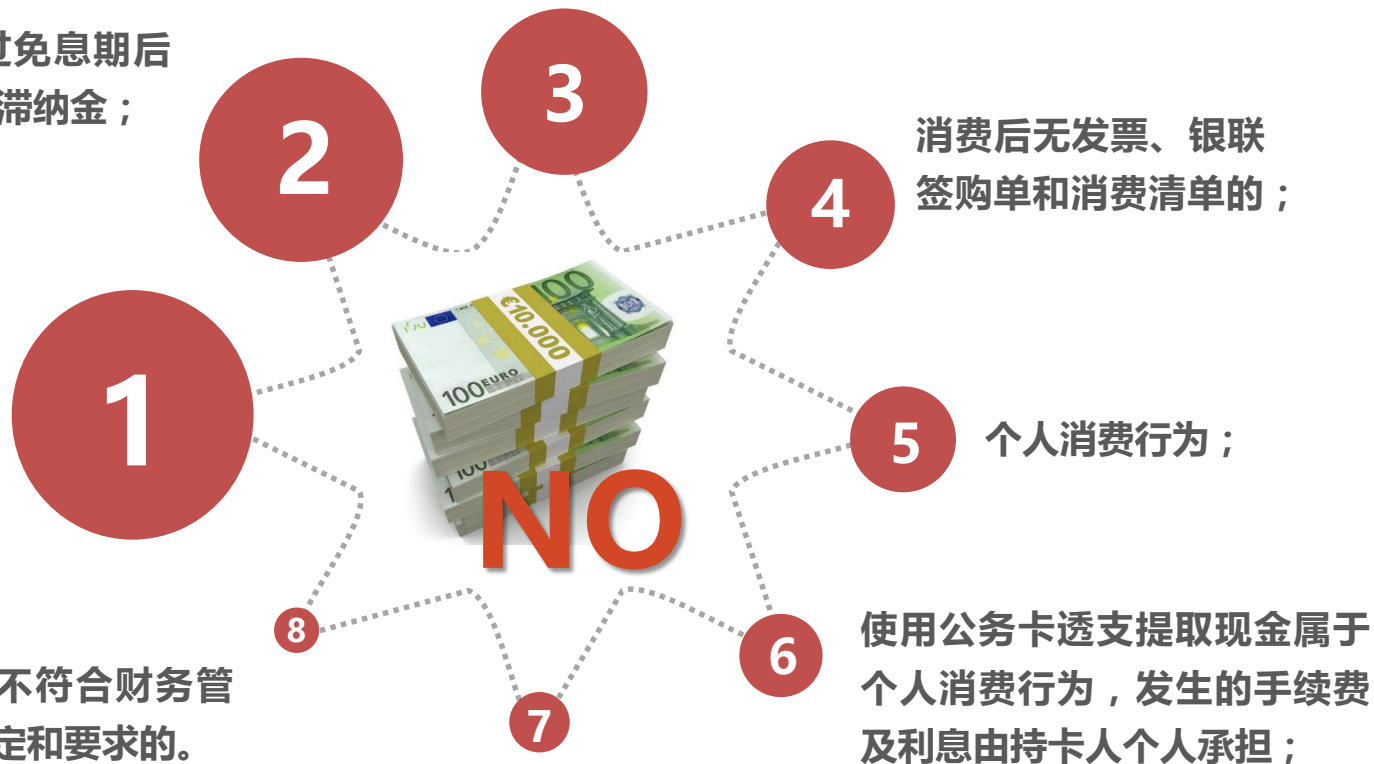 过免息期后
滞纳金；
1
2
3
4
消费后无发票、银联
签购单和消费清单的；
5
个人消费行为；
6
使用公务卡透支提取现金属于
个人消费行为，发生的手续费
及利息由持卡人个人承担；
7
8
不符合财务管
定和要求的。
€10.000
100
100EURO
NO